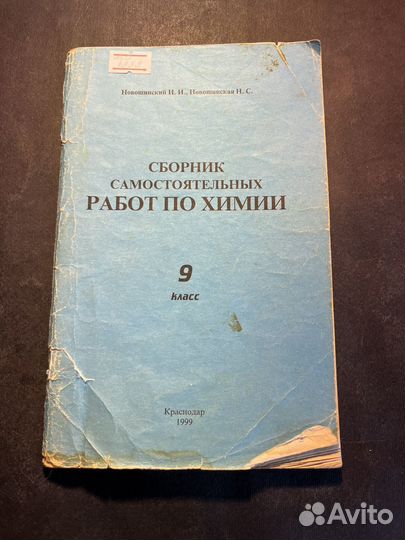 Новошинский И. И., Новошинская Н. С.
СБОРНИК
САМОСТОЯТЕЛЬНЫХ
РАБОТ ПО ХИМИИ
9
класс
Краснодар
1999
Avito